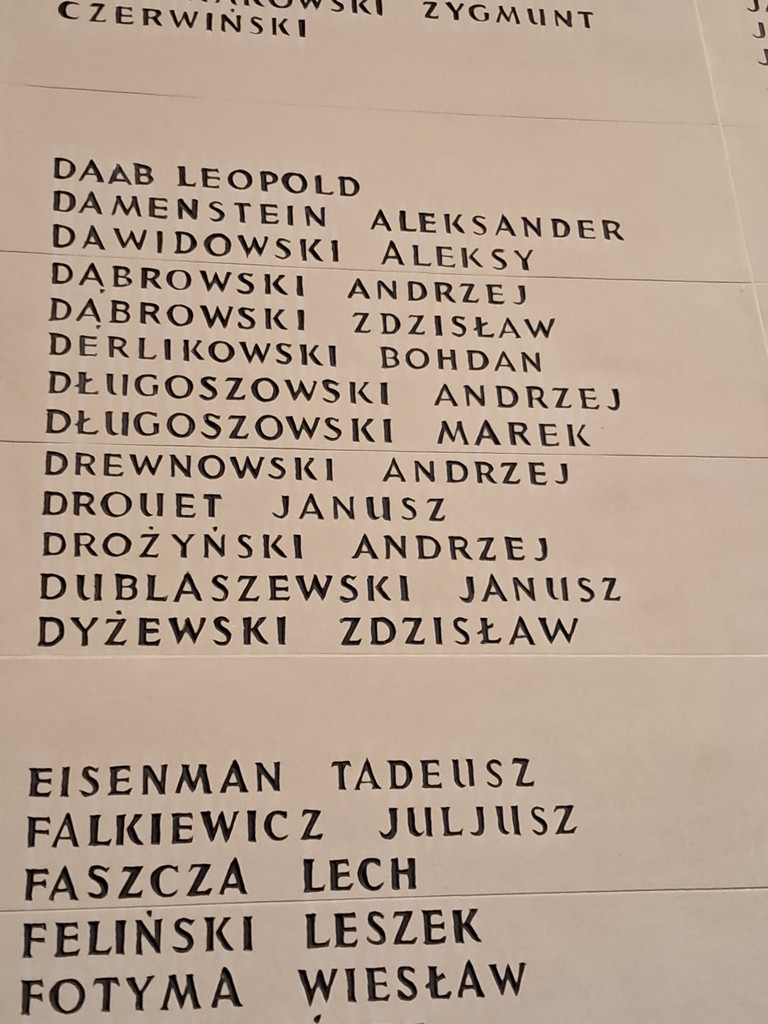 ZYGMUNT
CZERWIŃSKI
DAAB LEOPOLD
DAMENSTEIN ALEKSANDER
DAWIDOWSKI ALEKSY
DĄBROWSKI ANDRZEJ
DĄBROWSKI ZDZISŁAW
DERLIKOWSKI BOHDAN
DŁUGOSZOWSKI ANDRZEJ
DŁUGOSZOWSKI MAREK
DREWNOWSKI ANDRZEJ
DROUET JANUSZ
DROŻYŃSKI ANDRZEJ
DUBLASZEWSKI JANUSZ
DYŻEWSKI ZDZISŁAW
EISENMAN TADEUSZ
FALKIEWICZ JULJUSZ
FASZCZA LECH
FELIŃSKI LESZEK
FOTYMA WIESŁAW